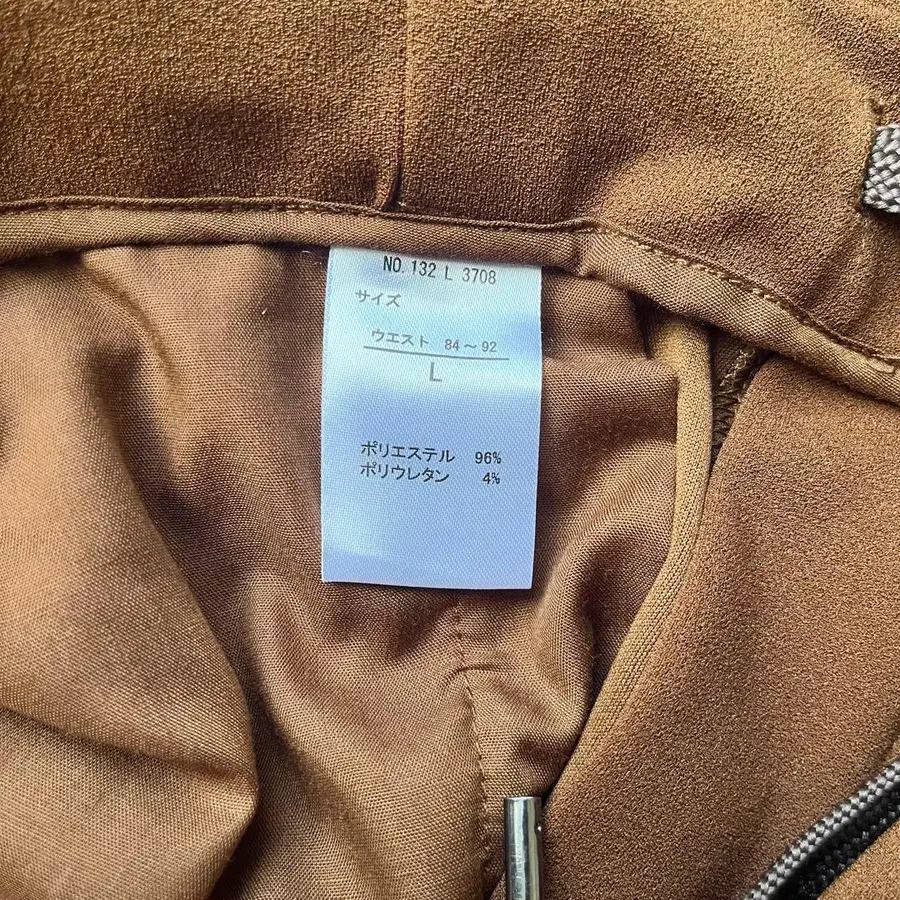 NO. 132 L 3708
サイズ
ウエスト 84～92
L
ポリエステル 96%
ポリウレタン 4%